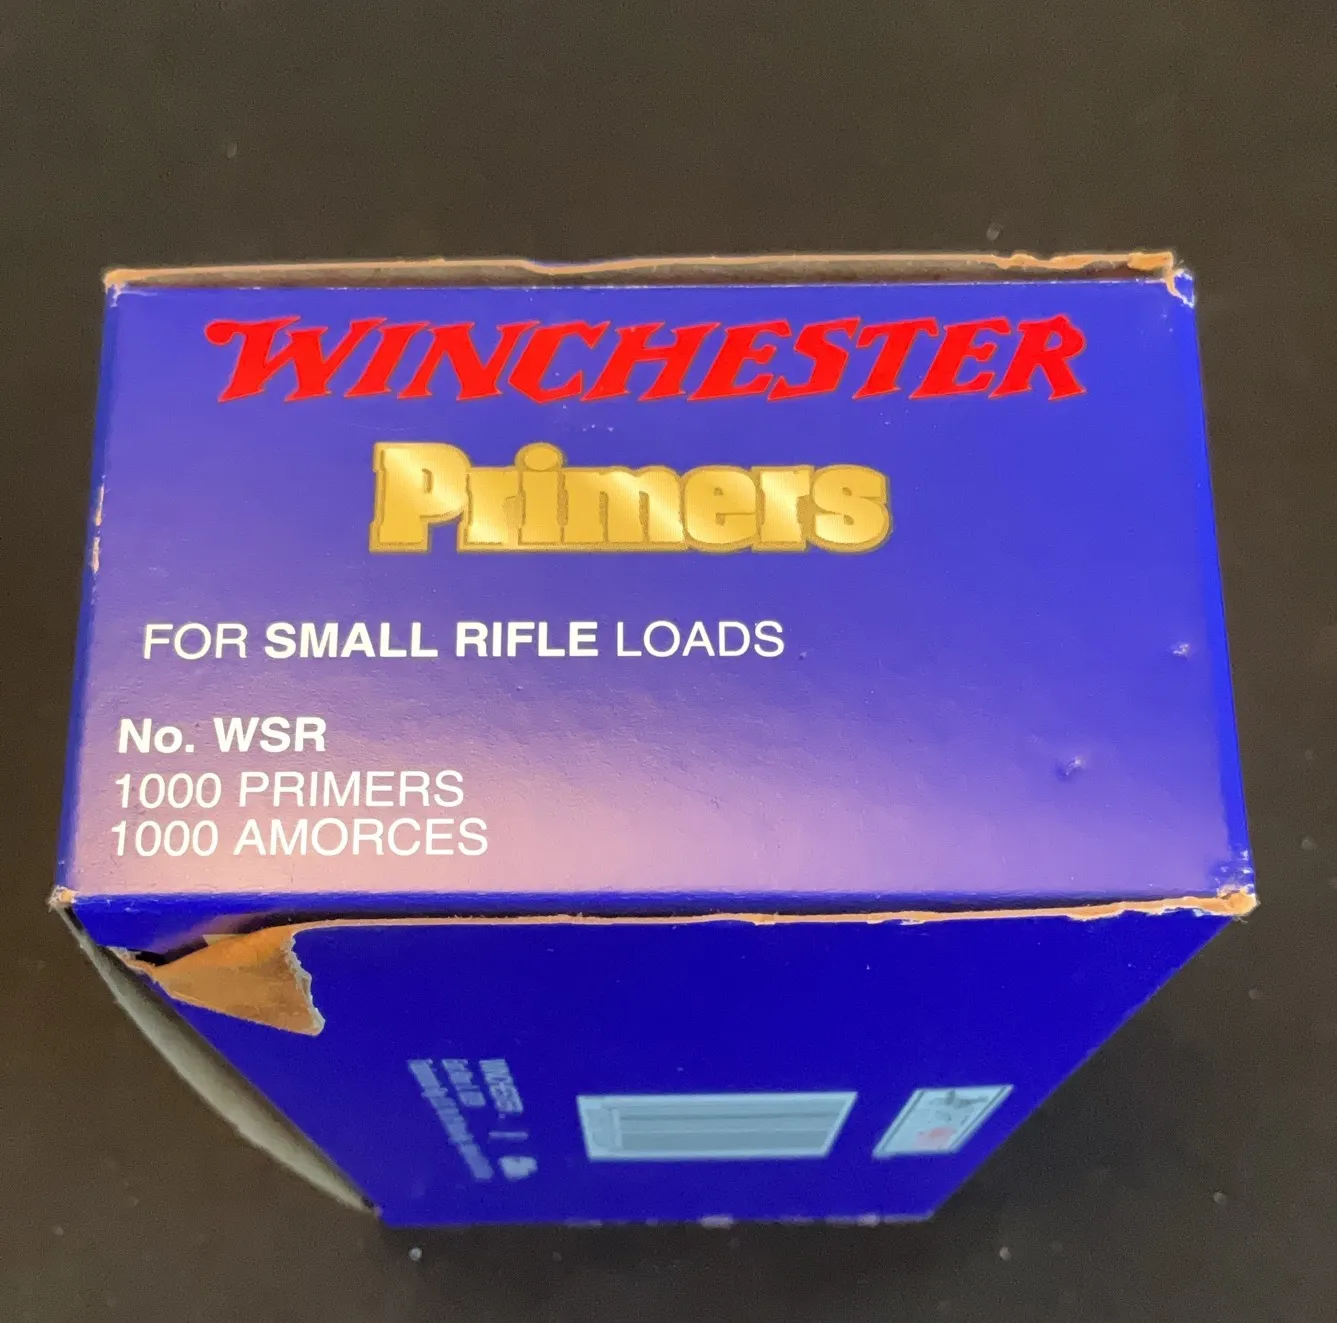 WINCHESTER
Primers
FOR SMALL RIFLE LOADS
No. WSR
1000 PRIMERS
1000 AMORCES